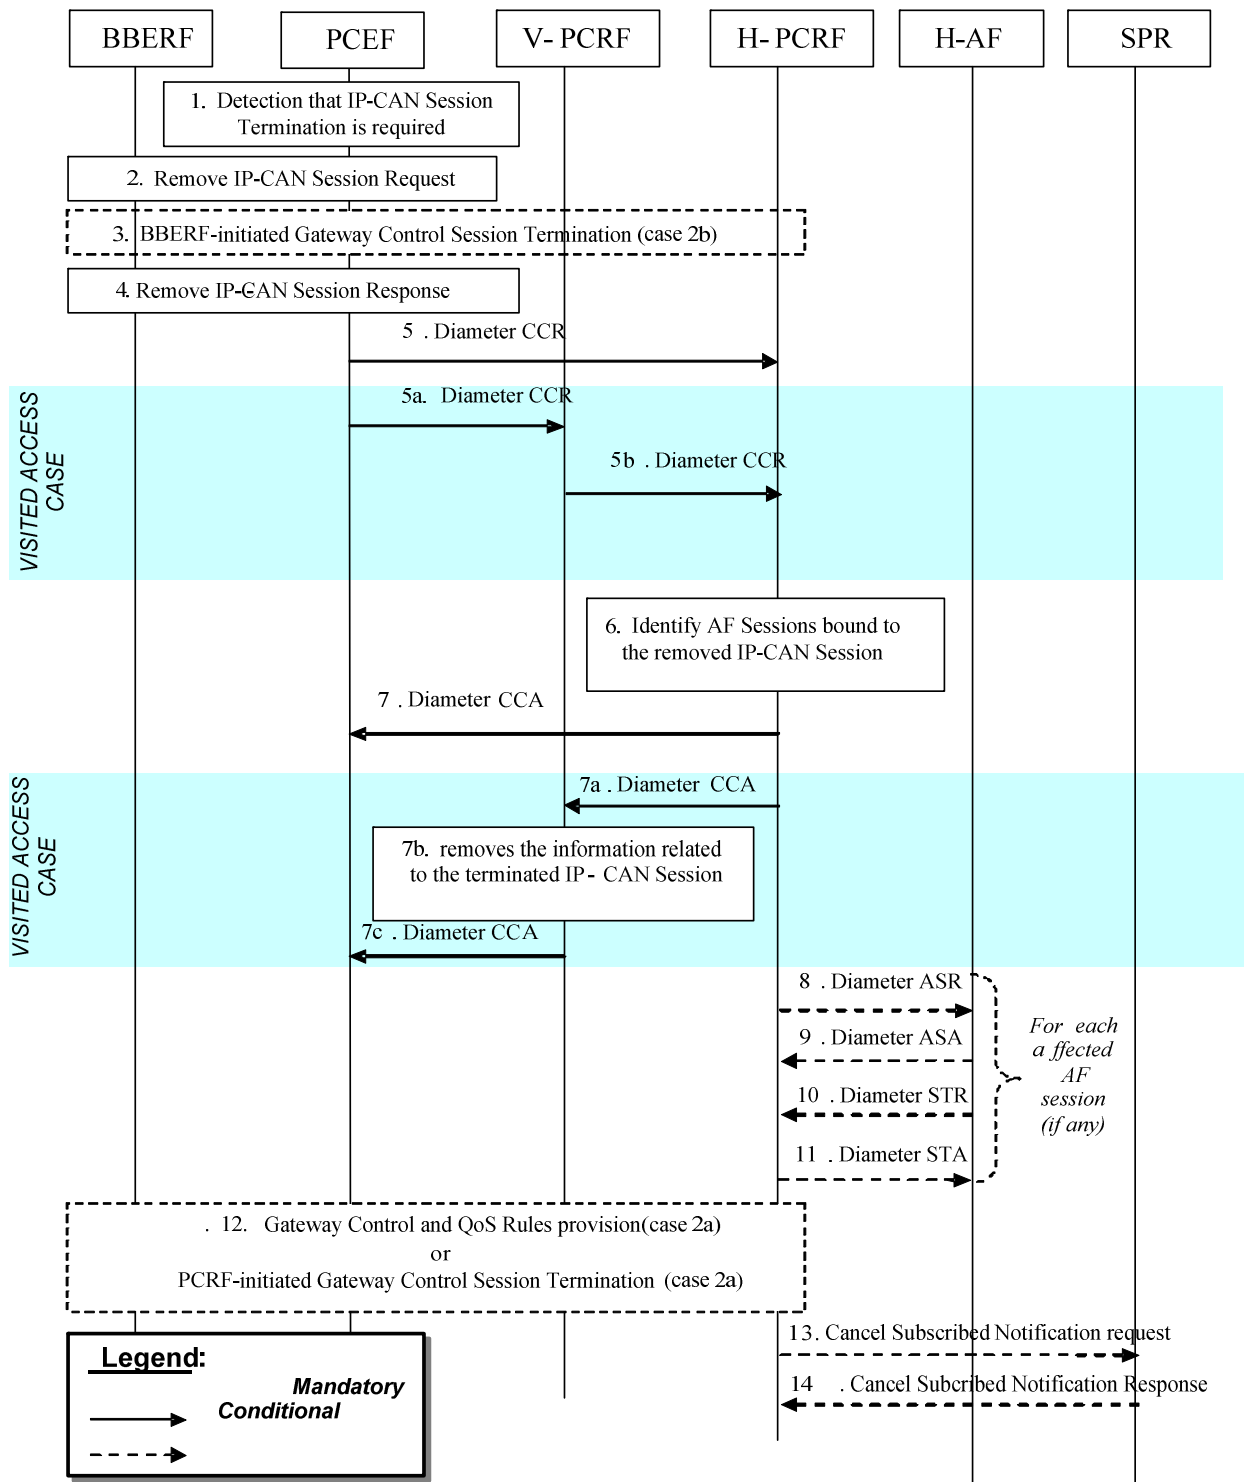 BBERF
PCEF
V- PCRF
H- PCRF
H-AF
SPR
1. Detection that IP-CAN Session
Termination is required
2. Remove IP-CAN Session Request
3. BBERF-initiated Gateway Control Session Termination (case 2b)
4. Remove IP-CAN Session Response
5 . Diameter CCR
VISITED ACCESS
CASE
5a. Diameter CCR
5b . Diameter CCR
6. Identify AF Sessions bound to
the removed IP-CAN Session
7 . Diameter CCA
VISITED ACCESS
CASE
7a . Diameter CCA
7b. removes the information related
to the terminated IP - CAN Session
7c . Diameter CCA
8 . Diameter ASR
9 . Diameter ASA
10 . Diameter STR
11 . Diameter STA
For each
a ffected
AF
session
(if any)
. 12. Gateway Control and QoS Rules provision(case 2a)
or
PCRF-initiated Gateway Control Session Termination (case 2a)
13. Cancel Subscribed Notification request
14 . Cancel Subcribed Notification Response
Legend:
Mandatory
Conditional